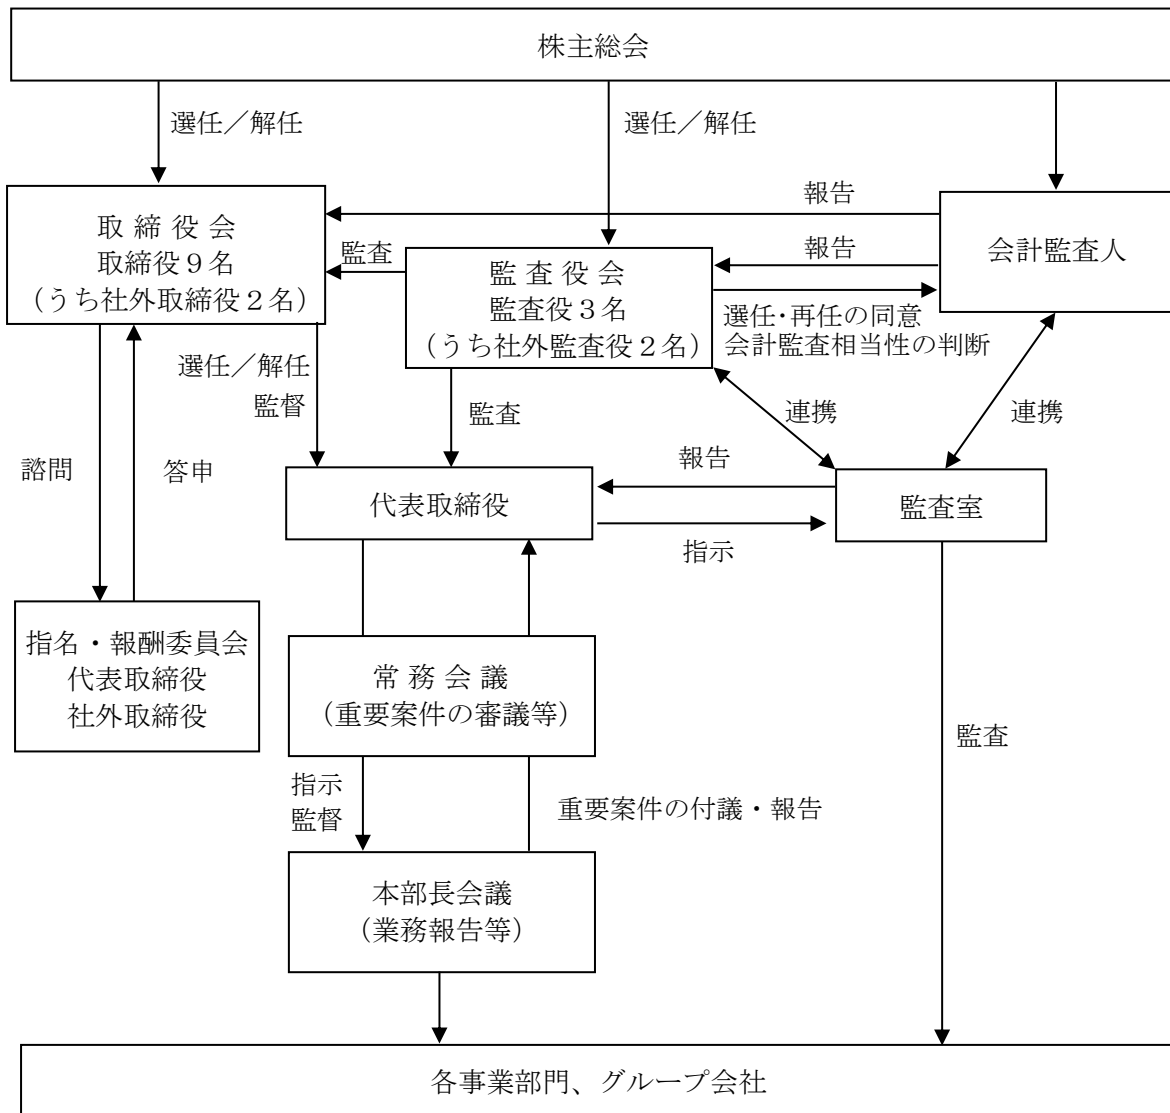 株主総会
選任／解任
選任／解任
報告
取 締 役 会
取締役９名
（うち社外取締役２名）
監査
監 査 役 会
監査役３名
（うち社外監査役２名）
報告
会計監査人
選任・再任の同意
会計監査相当性の判断
選任／解任
監督
監査
連携
連携
諮問
答申
報告
代表取締役
監査室
指示
指名・報酬委員会
代表取締役
社外取締役
常 務 会 議
（重要案件の審議等）
監査
指示
監督
重要案件の付議・報告
本部長会議
（業務報告等）
各事業部門、グループ会社